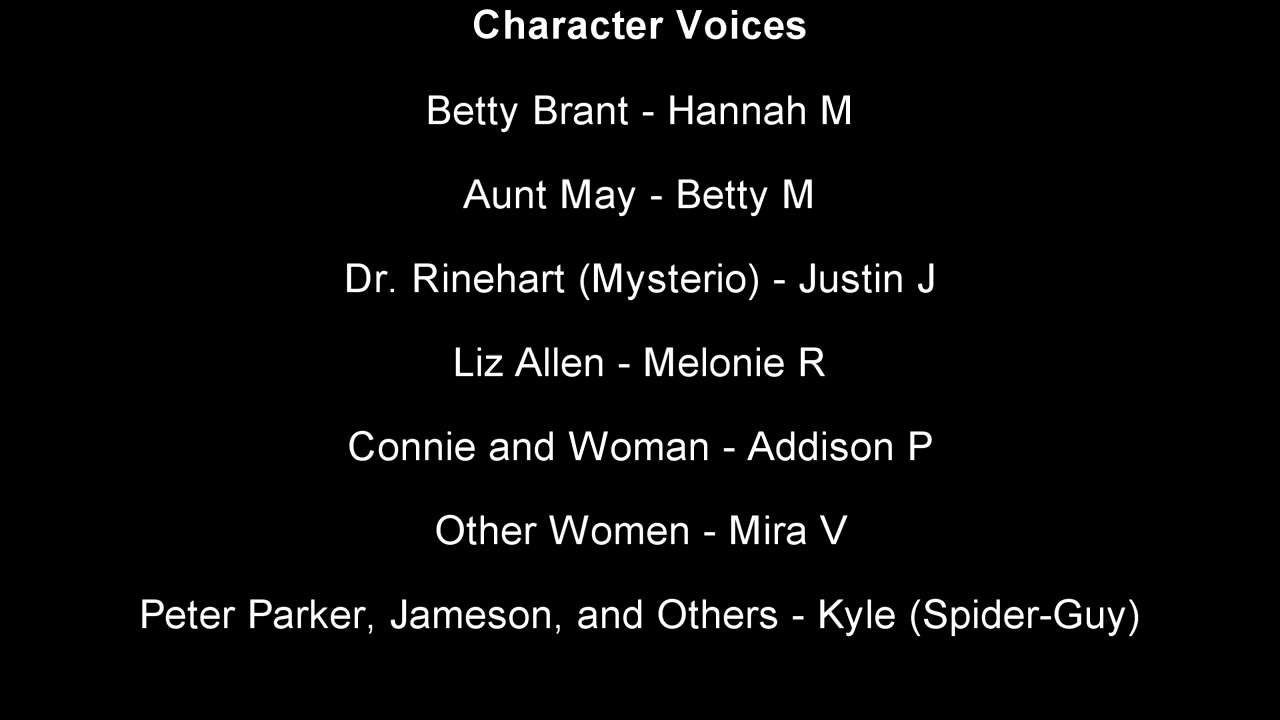 Character Voices
Betty Brant - Hannah M
Aunt May - Betty M
Dr. Rinehart (Mysterio) - Justin J
Liz Allen - Melonie R
Connie and Woman - Addison P
Other Women - Mira V
Peter Parker, Jameson, and Others - Kyle (Spider-Guy)